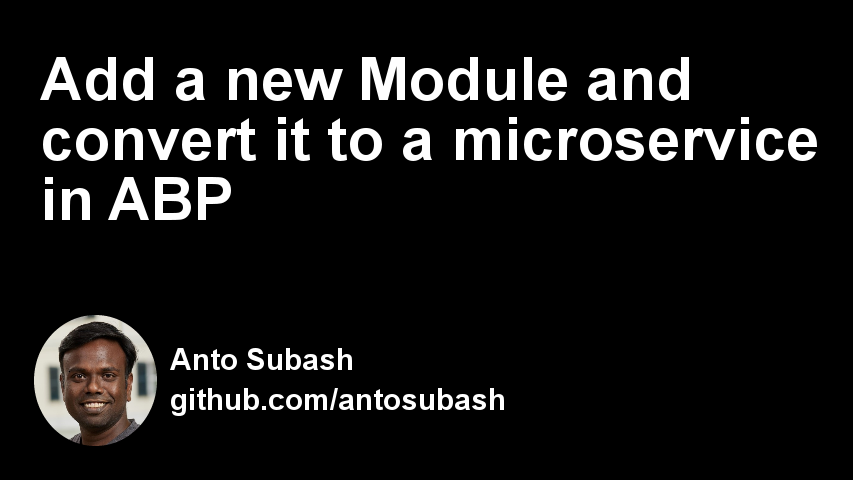 Add a new Module and
convert it to a microservice
in ABP
Anto Subash
github.com/antosubash